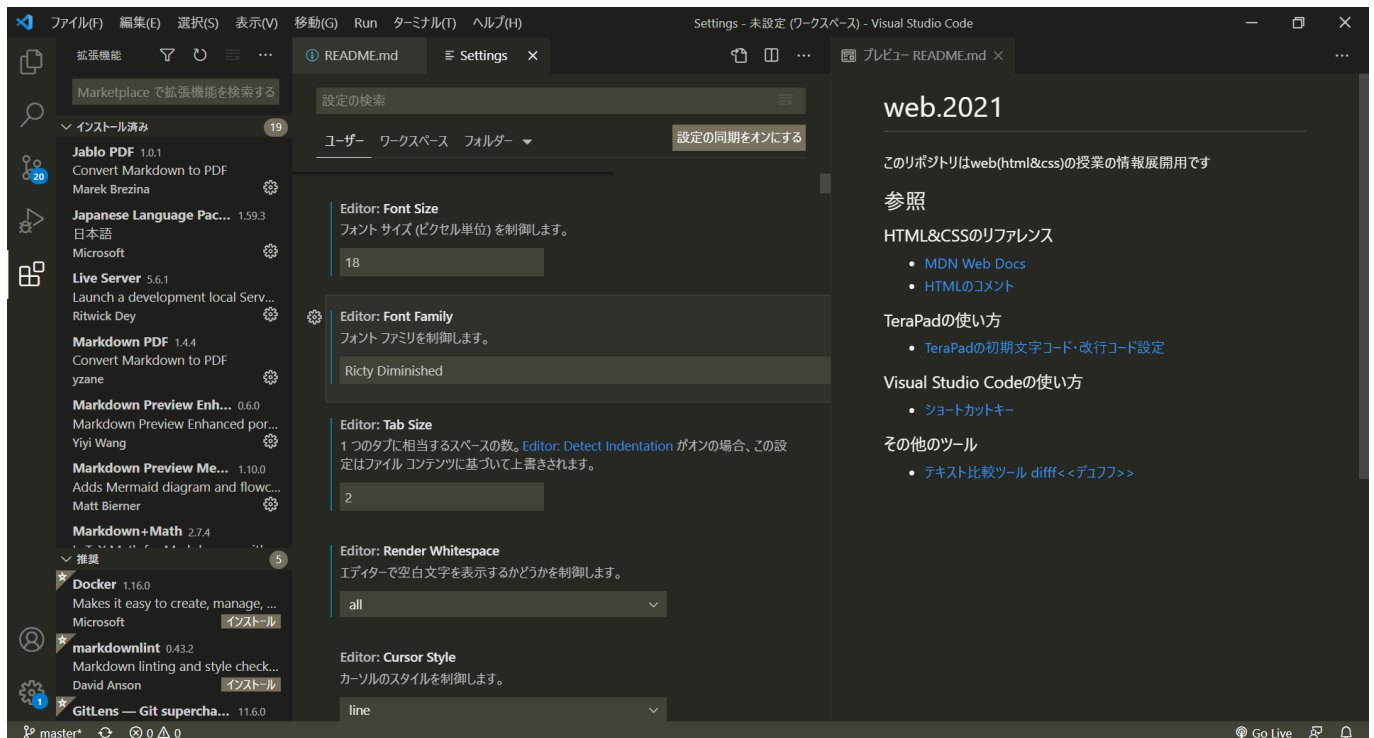 ファイル(F) 編集(E) 選択(S) 表示(V) 移動(G) Run ターミナル(T) ヘルプ(H)
Settings - 未設定 (ワークスペース) - Visual Studio Code
拡張機能
Marketplace で拡張機能を検索する
インストール済み 19
Jablo PDF 1.0.1
Convert Markdown to PDF
Marek Brezina
Japanese Language Pac... 1.59.3
日本語
Microsoft
Live Server 5.6.1
Launch a development local Serv...
Ritwick Dey
Markdown PDF 1.4.4
Convert Markdown to PDF
yzane
Markdown Preview Enh... 0.6.0
Markdown Preview Enhanced por...
Yiyi Wang
Markdown Preview Me... 1.10.0
Adds Mermaid diagram and flowc...
Matt Bierner
Markdown+Math 2.7.4
推奨 5
Docker 1.16.0
Makes it easy to create, manage, ...
Microsoft インストール
markdownlint 0.43.2
Markdown linting and style check...
David Anson インストール
GitLens — Git supercha... 11.6.0
20
1
README.md Settings
設定の検索
ユーザー ワークスペース フォルダー
設定の同期をオンにする
Editor: Font Size
フォント サイズ (ピクセル単位) を制御します。
18
Editor: Font Family
フォント ファミリを制御します。
Ricty Diminished
Editor: Tab Size
1 つのタブに相当するスペースの数。Editor: Detect Indentation がオンの場合、この設
定はファイル コンテンツに基づいて上書きされます。
2
Editor: Render Whitespace
エディターで空白文字を表示するかどうかを制御します。
all
Editor: Cursor Style
カーソルのスタイルを制御します。
line
プレビュー README.md
web.2021
このリポジトリはweb(html&css)の授業の情報展開用です
参照
HTML&CSSのリファレンス
MDN Web Docs
HTMLのコメント
TeraPadの使い方
TeraPadの初期文字コード・改行コード設定
Visual Studio Codeの使い方
ショートカットキー
その他のツール
テキスト比較ツール difff<<デュフフ>>
master* 0 0
Go Live